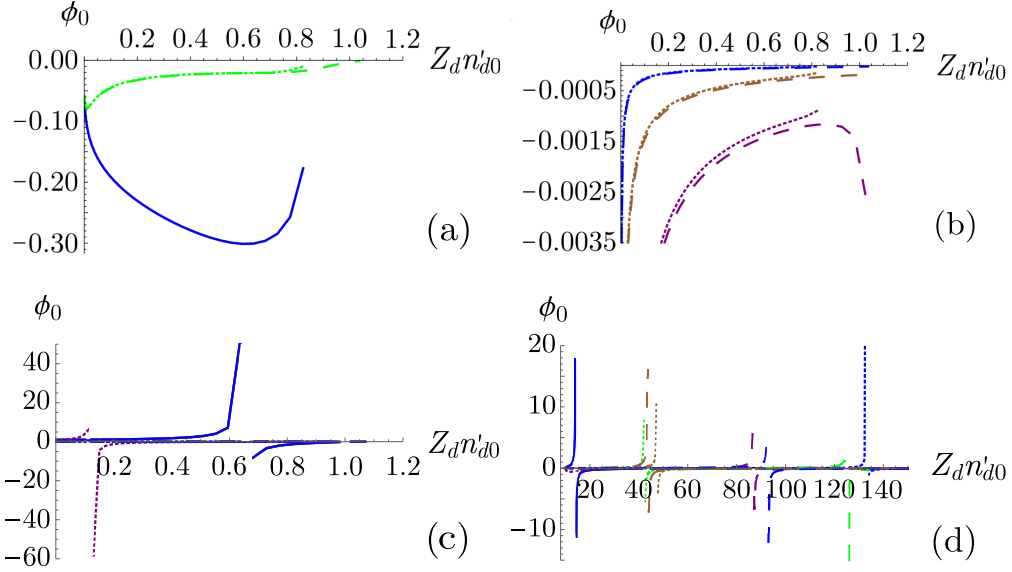 ϕ₀
0.2 0.4 0.6 0.8 1.0 1.2
Z_d n'_{d0}
0.00
−0.10
−0.20
−0.30
(a)
ϕ₀
0.2 0.4 0.6 0.8 1.0 1.2
Z_d n'_{d0}
−0.0005
−0.0015
−0.0025
−0.0035
(b)
ϕ₀
40
20
0
−20
−40
−60
0.2 0.4 0.6 0.8 1.0 1.2
Z_d n'_{d0}
(c)
ϕ₀
20
10
0
−10
20 40 60 80 100 120 140
Z_d n'_{d0}
(d)